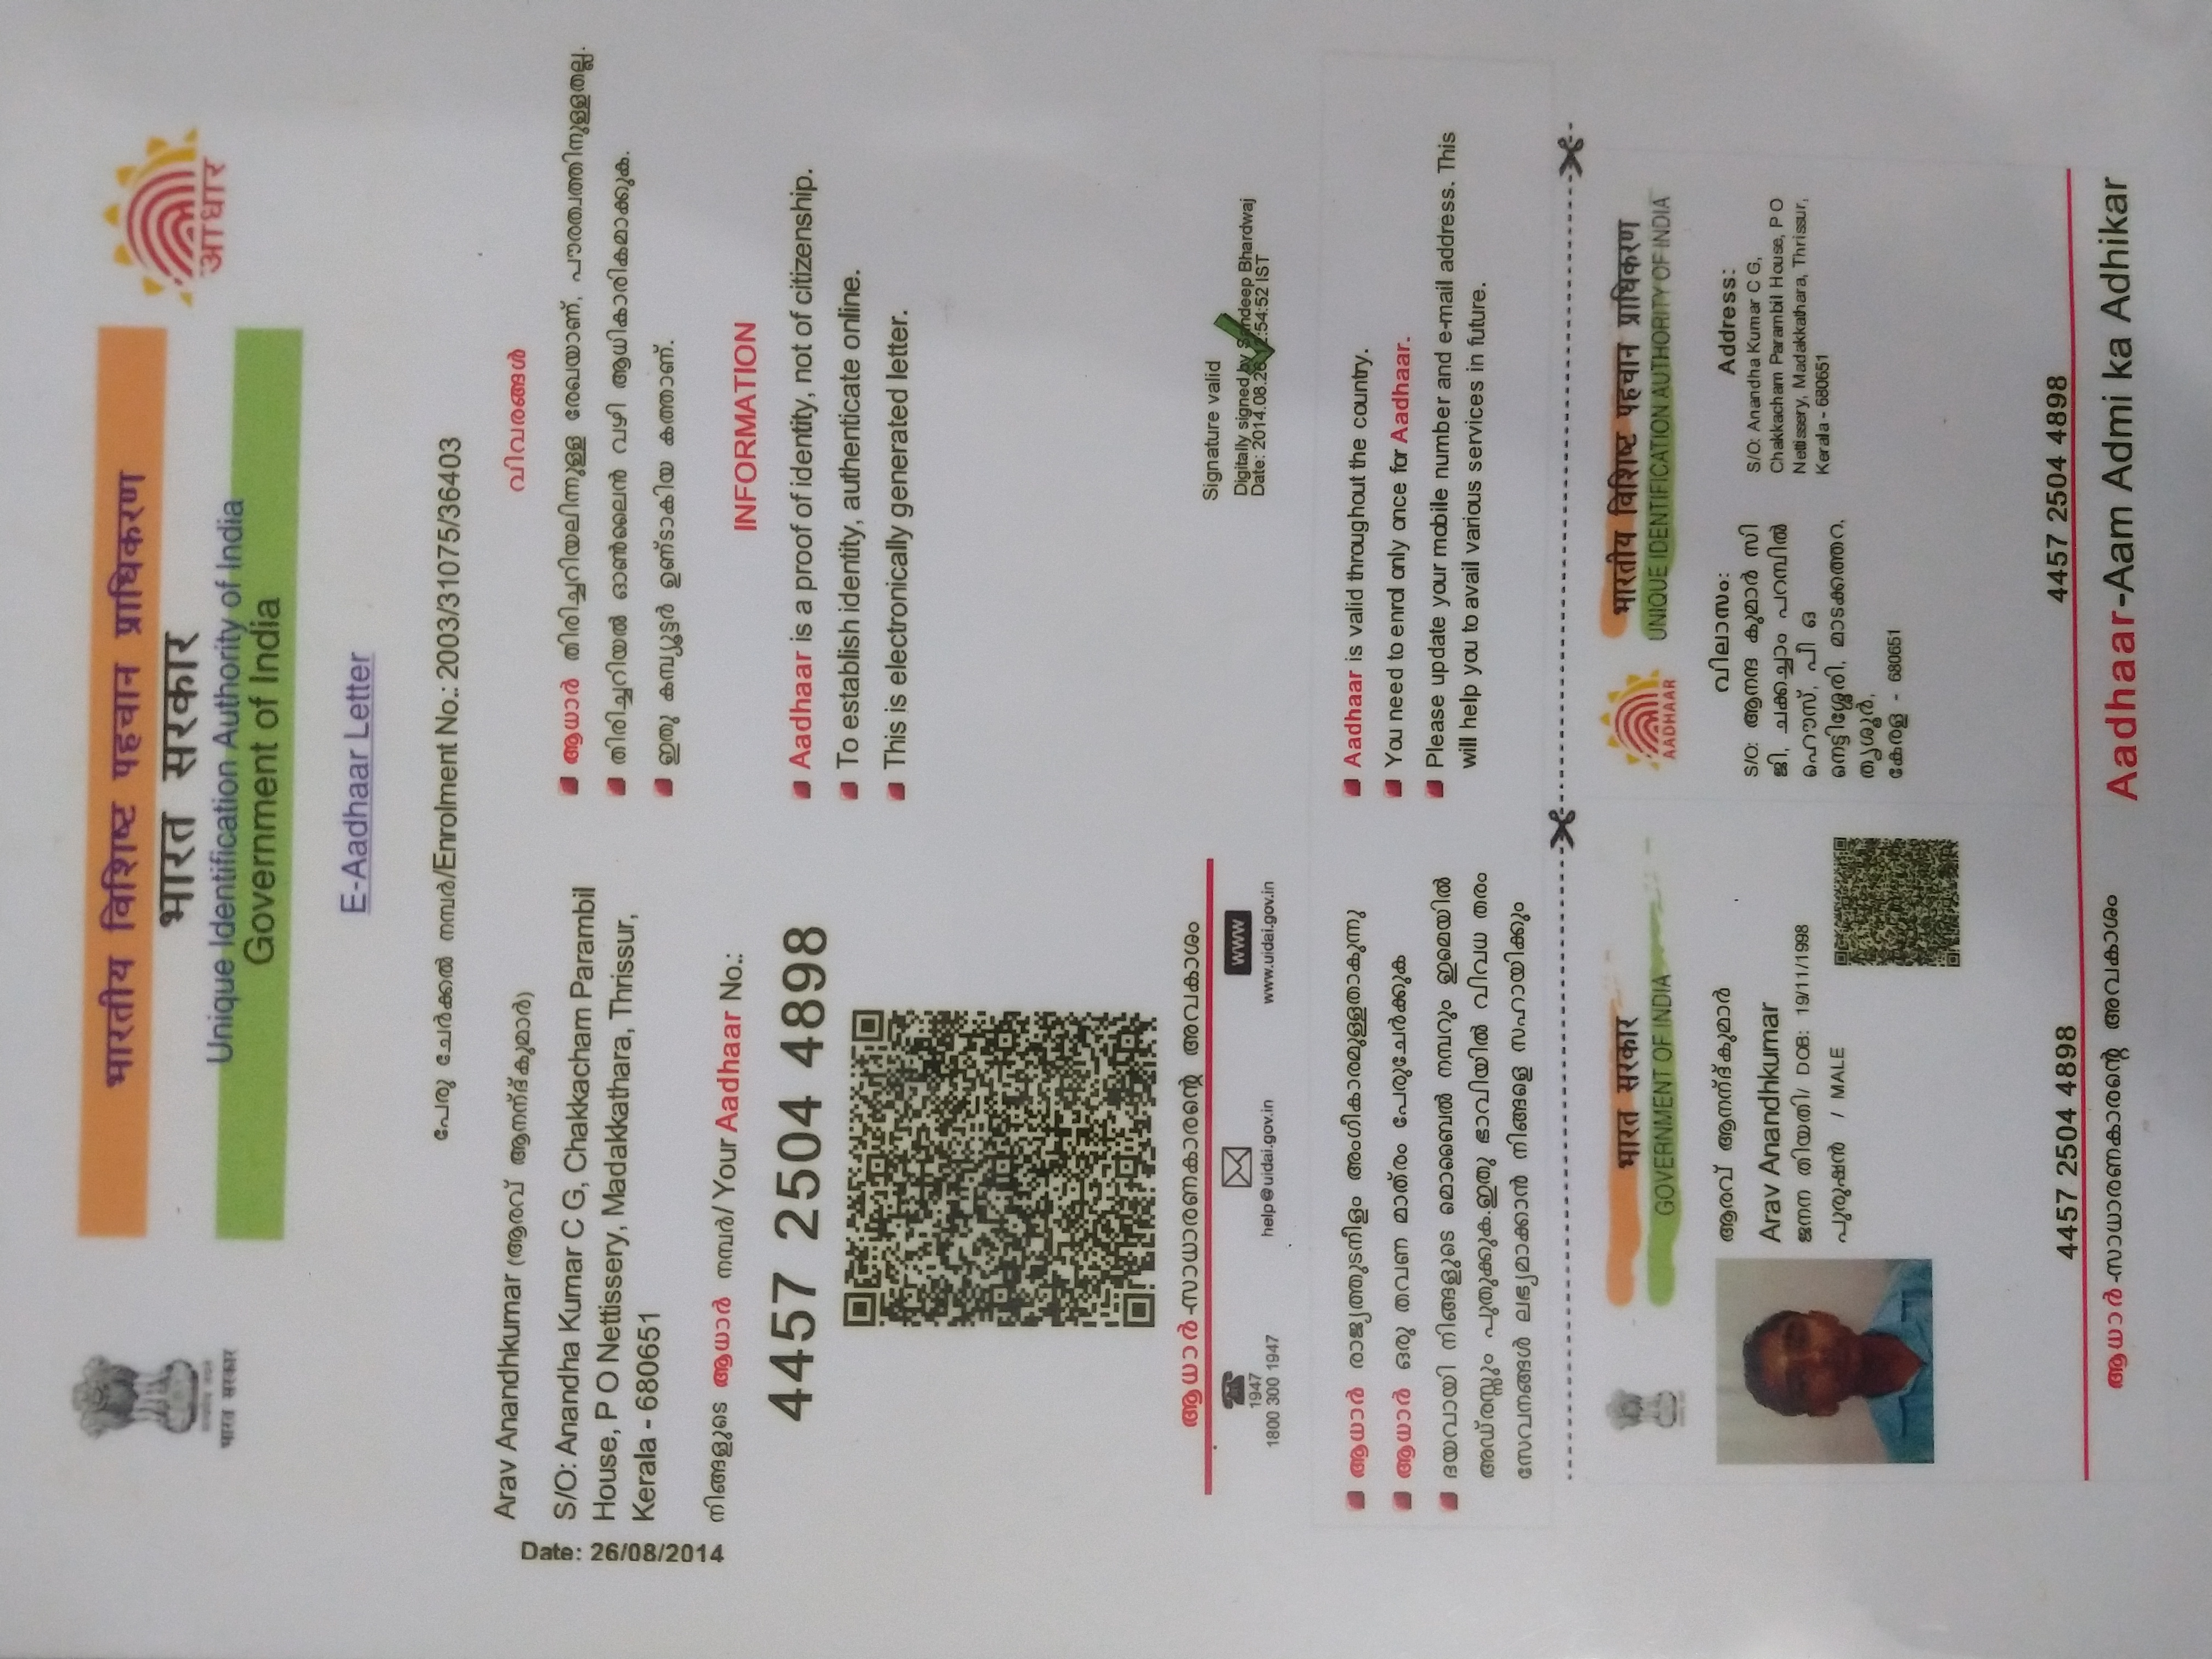 भारतीय विशिष्ट पहचान प्राधिकरण
भारत सरकार
Unique Identification Authority of India
Government of India
भारत सरकार
आधार
E-Aadhaar Letter
പേരു ചേർക്കൽ നമ്പർ/Enrolment No.: 2003/31075/36403
Date: 26/08/2014
Arav Anandhkumar (ആരവ് ആനന്ദ്കുമാർ)
S/O: Anandha Kumar C G, Chakkacham Parambil
House, P O Nettissery, Madakkathara, Thrissur,
Kerala - 680651
നിങ്ങളുടെ ആധാർ നമ്പർ/ Your Aadhaar No.:
4457 2504 4898
ആധാർ-സാധാരണകാരന്റെ അവകാശം
1947
1800 300 1947
help@uidai.gov.in
www
www.uidai.gov.in
വിവരങ്ങൾ
ആധാർ തിരിച്ചറിയലിനുള്ള രേഖയാണ്, പൗരത്വത്തിനുള്ളതല്ല.
തിരിച്ചറിയൽ ഓൺലൈൻ വഴി ആധികാരികമാക്കുക.
ഇതു കമ്പ്യൂട്ടർ ഉണ്ടാകിയ കത്താണ്.
INFORMATION
Aadhaar is a proof of identity, not of citizenship.
To establish identity, authenticate online.
This is electronically generated letter.
Signature valid
Digitally signed by Bhardwaj
Date: 2014.08.26 :54:52 IST
ആധാർ രാജ്യത്തുടനിളം അംഗികാരമുള്ളതാകുന്നു
ആധാർ ഒരു തവണ മാത്രം പേരുചേർക്കുക
ദയവായി നിങ്ങളുടെ മൊബൈൽ നമ്പറും ഇമെയിൽ
അഡ്രസ്സും പുതുക്കുക.ഇതു ഭാവിയിൽ വിവധ തരം
സേവനങ്ങൾ ലഭ്യമാക്കാൻ നിങ്ങളെ സഹായിക്കും
Aadhaar is valid throughout the country.
You need to enrol only once for Aadhaar.
Please update your mobile number and e-mail address. This
will help you to avail various services in future.
भारत सरकार
GOVERNMENT OF INDIA
ആരവ് ആനന്ദ്കുമാർ
Arav Anandhkumar
ജനന തിയതി/ DOB: 19/11/1998
പുരുഷൻ / MALE
4457 2504 4898
ആധാർ-സാധാരണകാരന്റെ അവകാശം
AADHAAR
भारतीय विशिष्ट पहचान प्राधिकरण
UNIQUE IDENTIFICATION AUTHORITY OF INDIA
വിലാസം:
S/O: ആനന്ദ കുമാർ സി
ജി, ചക്കച്ചാം പറമ്പിൽ
ഹൌസ്, പി ഒ
നെട്ടിശ്ശേരി, മാടക്കത്തറ,
തൃശ്ശൂർ,
കേരള - 680651
Address:
S/O: Anandha Kumar C G,
Chakkacham Parambil House, P O
Nettissery, Madakkathara, Thrissur,
Kerala - 680651
4457 2504 4898
Aadhaar-Aam Admi ka Adhikar